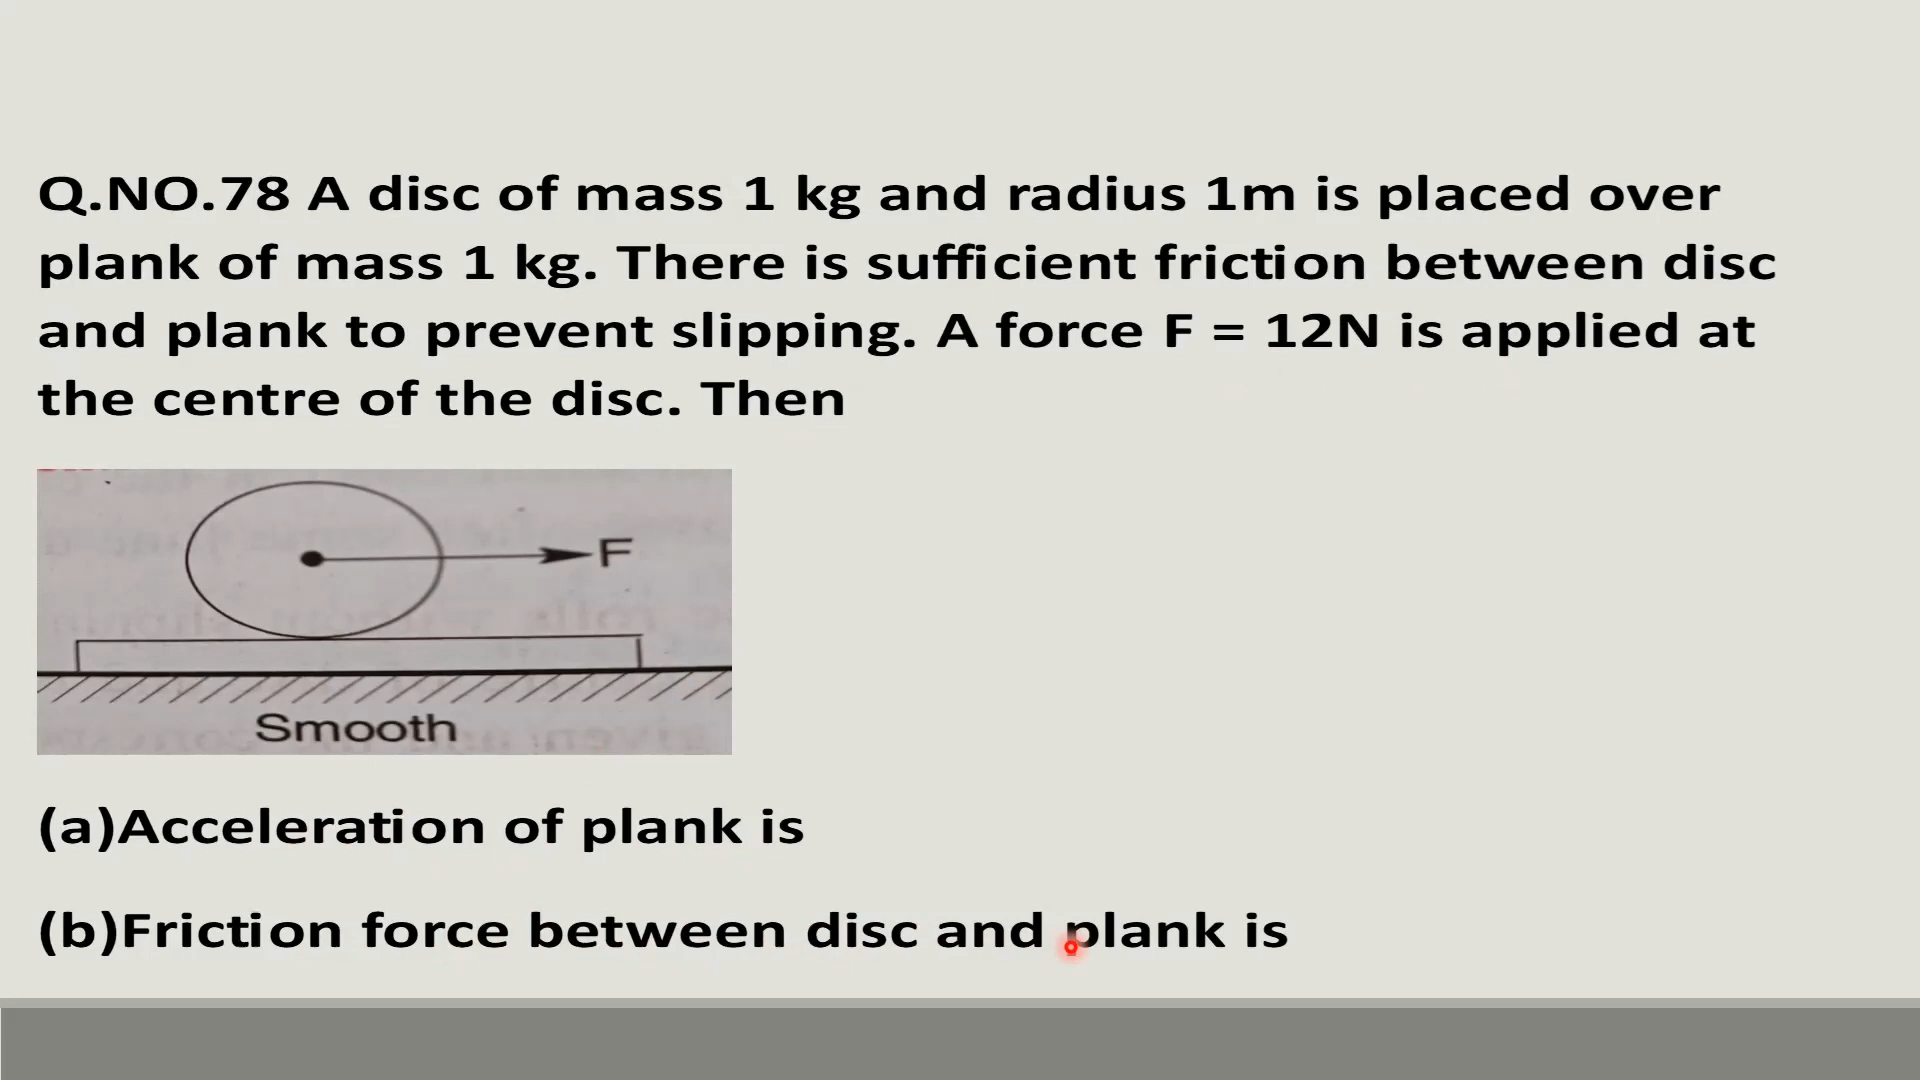 Q.NO.78 A disc of mass 1 kg and radius 1m is placed over
plank of mass 1 kg. There is sufficient friction between disc
and plank to prevent slipping. A force F = 12N is applied at
the centre of the disc. Then
F
Smooth
(a)Acceleration of plank is
(b)Friction force between disc and plank is